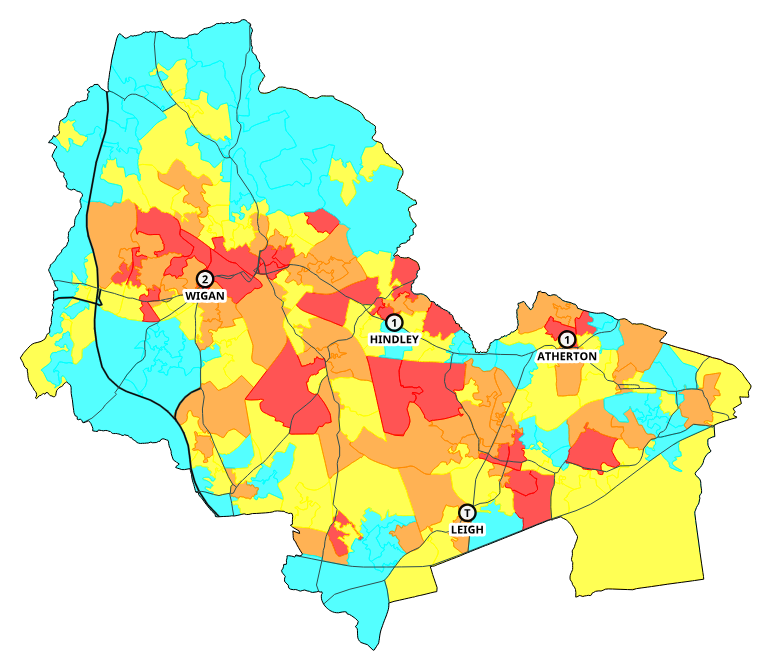 2
WIGAN
1
HINDLEY
1
ATHERTON
T
LEIGH